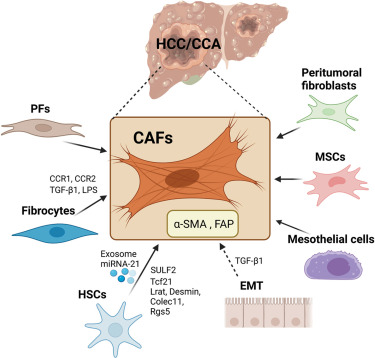 HCC/CCA
Peritumoral
fibroblasts
PFs
CAFs
MSCs
CCR1, CCR2
TGF-β1, LPS
Fibrocytes
α-SMA , FAP
Mesothelial cells
Exosome
miRNA-21
SULF2
Tcf21
Lrat, Desmin,
Colec11,
Rgs5
HSCs
TGF-β1
EMT